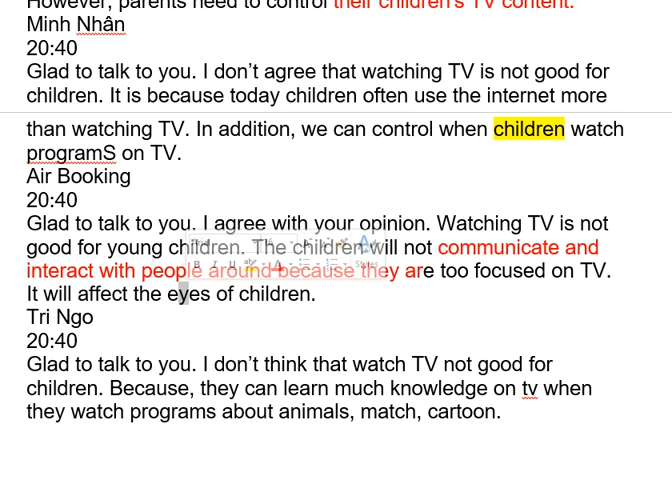 However, parents need to control their children's TV content.
Minh Nhân
20:40
Glad to talk to you. I don't agree that watching TV is not good for
children. It is because today children often use the internet more
than watching TV. In addition, we can control when children watch
programS on TV.
Air Booking
20:40
Glad to talk to you. I agree with your opinion. Watching TV is not
good for young children. The children will not communicate and
interact with people around because they are too focused on TV.
It will affect the eyes of children.
Tri Ngo
20:40
Glad to talk to you. I don't think that watch TV not good for
children. Because, they can learn much knowledge on tv when
they watch programs about animals, match, cartoon.